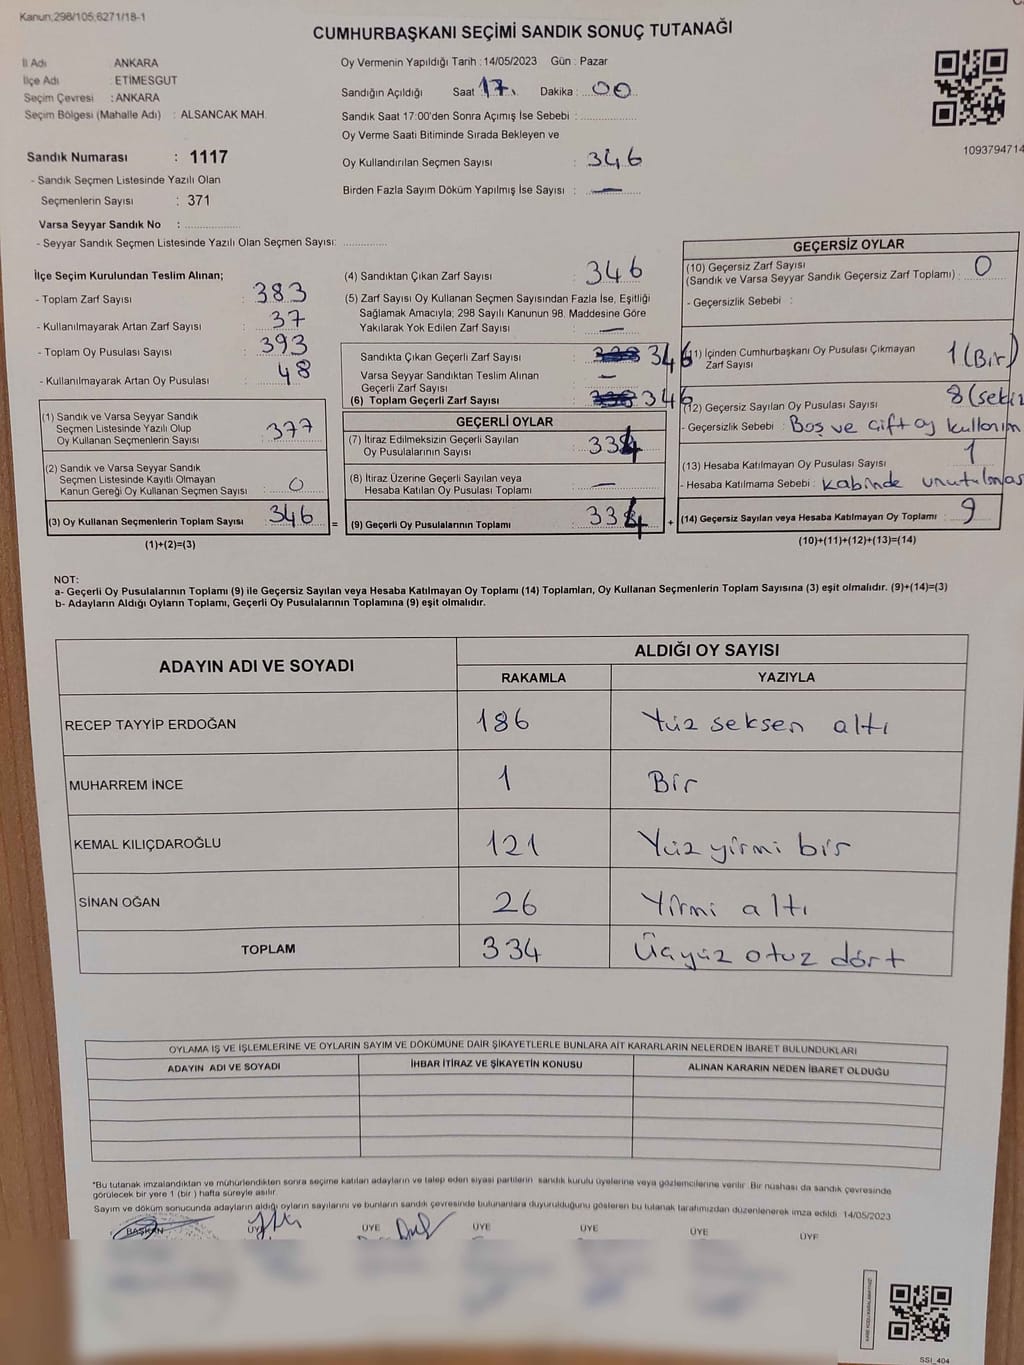 Kanun,298/105,6271/18-1
CUMHURBAŞKANI SEÇİMİ SANDIK SONUÇ TUTANAĞI
İl Adı : ANKARA
İlçe Adı : ETİMESGUT
Seçim Çevresi : ANKARA
Seçim Bölgesi (Mahalle Adı) : ALSANCAK MAH.
Sandık Numarası : 1117
- Sandık Seçmen Listesinde Yazılı Olan
Seçmenlerin Sayısı : 371
Varsa Seyyar Sandık No :
- Seyyar Sandık Seçmen Listesinde Yazılı Olan Seçmen Sayısı:
Oy Vermenin Yapıldığı Tarih : 14/05/2023 Gün : Pazar
Sandığın Açıldığı Saat 17. Dakika : 00
Sandık Saat 17:00'den Sonra Açımış İse Sebebi :
Oy Verme Saati Bitiminde Sırada Bekleyen ve
Oy Kullandırılan Seçmen Sayısı : 346
Birden Fazla Sayım Döküm Yapılmış İse Sayısı : —
1093794714
İlçe Seçim Kurulundan Teslim Alınan;
- Toplam Zarf Sayısı : 383
- Kullanılmayarak Artan Zarf Sayısı : 37
- Toplam Oy Pusulası Sayısı : 393
- Kullanılmayarak Artan Oy Pusulası : 48
(1) Sandık ve Varsa Seyyar Sandık
Seçmen Listesinde Yazılı Olup
Oy Kullanan Seçmenlerin Sayısı : 377
(2) Sandık ve Varsa Seyyar Sandık
Seçmen Listesinde Kayıtlı Olmayan
Kanun Gereği Oy Kullanan Seçmen Sayısı : 0
(3) Oy Kullanan Seçmenlerin Toplam Sayısı : 346
(1)+(2)=(3)
(4) Sandıktan Çıkan Zarf Sayısı : 346
(5) Zarf Sayısı Oy Kullanan Seçmen Sayısından Fazla İse, Eşitliği
Sağlamak Amacıyla; 298 Sayılı Kanunun 98. Maddesine Göre
Yakılarak Yok Edilen Zarf Sayısı : —
Sandıkta Çıkan Geçerli Zarf Sayısı : 338 346
Varsa Seyyar Sandıktan Teslim Alınan
Geçerli Zarf Sayısı : —
(6) Toplam Geçerli Zarf Sayısı : 338 346
GEÇERLİ OYLAR
(7) İtiraz Edilmeksizin Geçerli Sayılan
Oy Pusulalarının Sayısı : 334
(8) İtiraz Üzerine Geçerli Sayılan veya
Hesaba Katılan Oy Pusulası Toplamı : —
= (9) Geçerli Oy Pusulalarının Toplamı : 334
GEÇERSİZ OYLAR
(10) Geçersiz Zarf Sayısı
(Sandık ve Varsa Seyyar Sandık Geçersiz Zarf Toplamı) : 0
- Geçersizlik Sebebi :
(11) İçinden Cumhurbaşkanı Oy Pusulası Çıkmayan
Zarf Sayısı 1 (Bir)
(12) Geçersiz Sayılan Oy Pusulası Sayısı 8 (sekiz
- Geçersizlik Sebebi : Boş ve Çift oy kullanım
(13) Hesaba Katılmayan Oy Pusulası Sayısı : 1
- Hesaba Katılmama Sebebi : kabinde unutulmas
+ (14) Geçersiz Sayılan veya Hesaba Katılmayan Oy Toplamı : 9
(10)+(11)+(12)+(13)=(14)
NOT:
a- Geçerli Oy Pusulalarının Toplamı (9) ile Geçersiz Sayılan veya Hesaba Katılmayan Oy Toplamı (14) Toplamları, Oy Kullanan Seçmenlerin Toplam Sayısına (3) eşit olmalıdır. (9)+(14)=(3)
b- Adayların Aldığı Oyların Toplamı, Geçerli Oy Pusulalarının Toplamına (9) eşit olmalıdır.
ADAYIN ADI VE SOYADI ALDIĞI OY SAYISI
RAKAMLA YAZIYLA
RECEP TAYYİP ERDOĞAN 186 Yüz seksen altı
MUHARREM İNCE 1 Bir
KEMAL KILIÇDAROĞLU 121 Yüz yirmi bir
SİNAN OĞAN 26 Yirmi altı
TOPLAM 334 Üçyüz otuz dört
OYLAMA İŞ VE İŞLEMLERİNE VE OYLARIN SAYIM VE DÖKÜMÜNE DAİR ŞİKAYETLERLE BUNLARA AİT KARARLARIN NELERDEN İBARET BULUNDUKLARI
ADAYIN ADI VE SOYADI İHBAR İTİRAZ VE ŞİKAYETİN KONUSU ALINAN KARARIN NEDEN İBARET OLDUĞU
*Bu tutanak imzalandıktan ve mühürlendikten sonra seçime katılan adayların ve talep eden siyasi partilerin sandık kurulu üyelerine veya gözlemcilerine verilir. Bir nüshası da sandık çevresinde
görülecek bir yere 1 (bir ) hafta süreyle asılır.
Sayım ve döküm sonucunda adayların aldığı oyların sayılarını ve bunların sandık çevresinde bulunanlara duyurulduğunu gösteren bu tutanak tarafımızdan düzenlenerek imza edildi. 14/05/2023
BAŞKAN ÜYE ÜYE ÜYE ÜYE ÜYE ÜYE
SSI_404